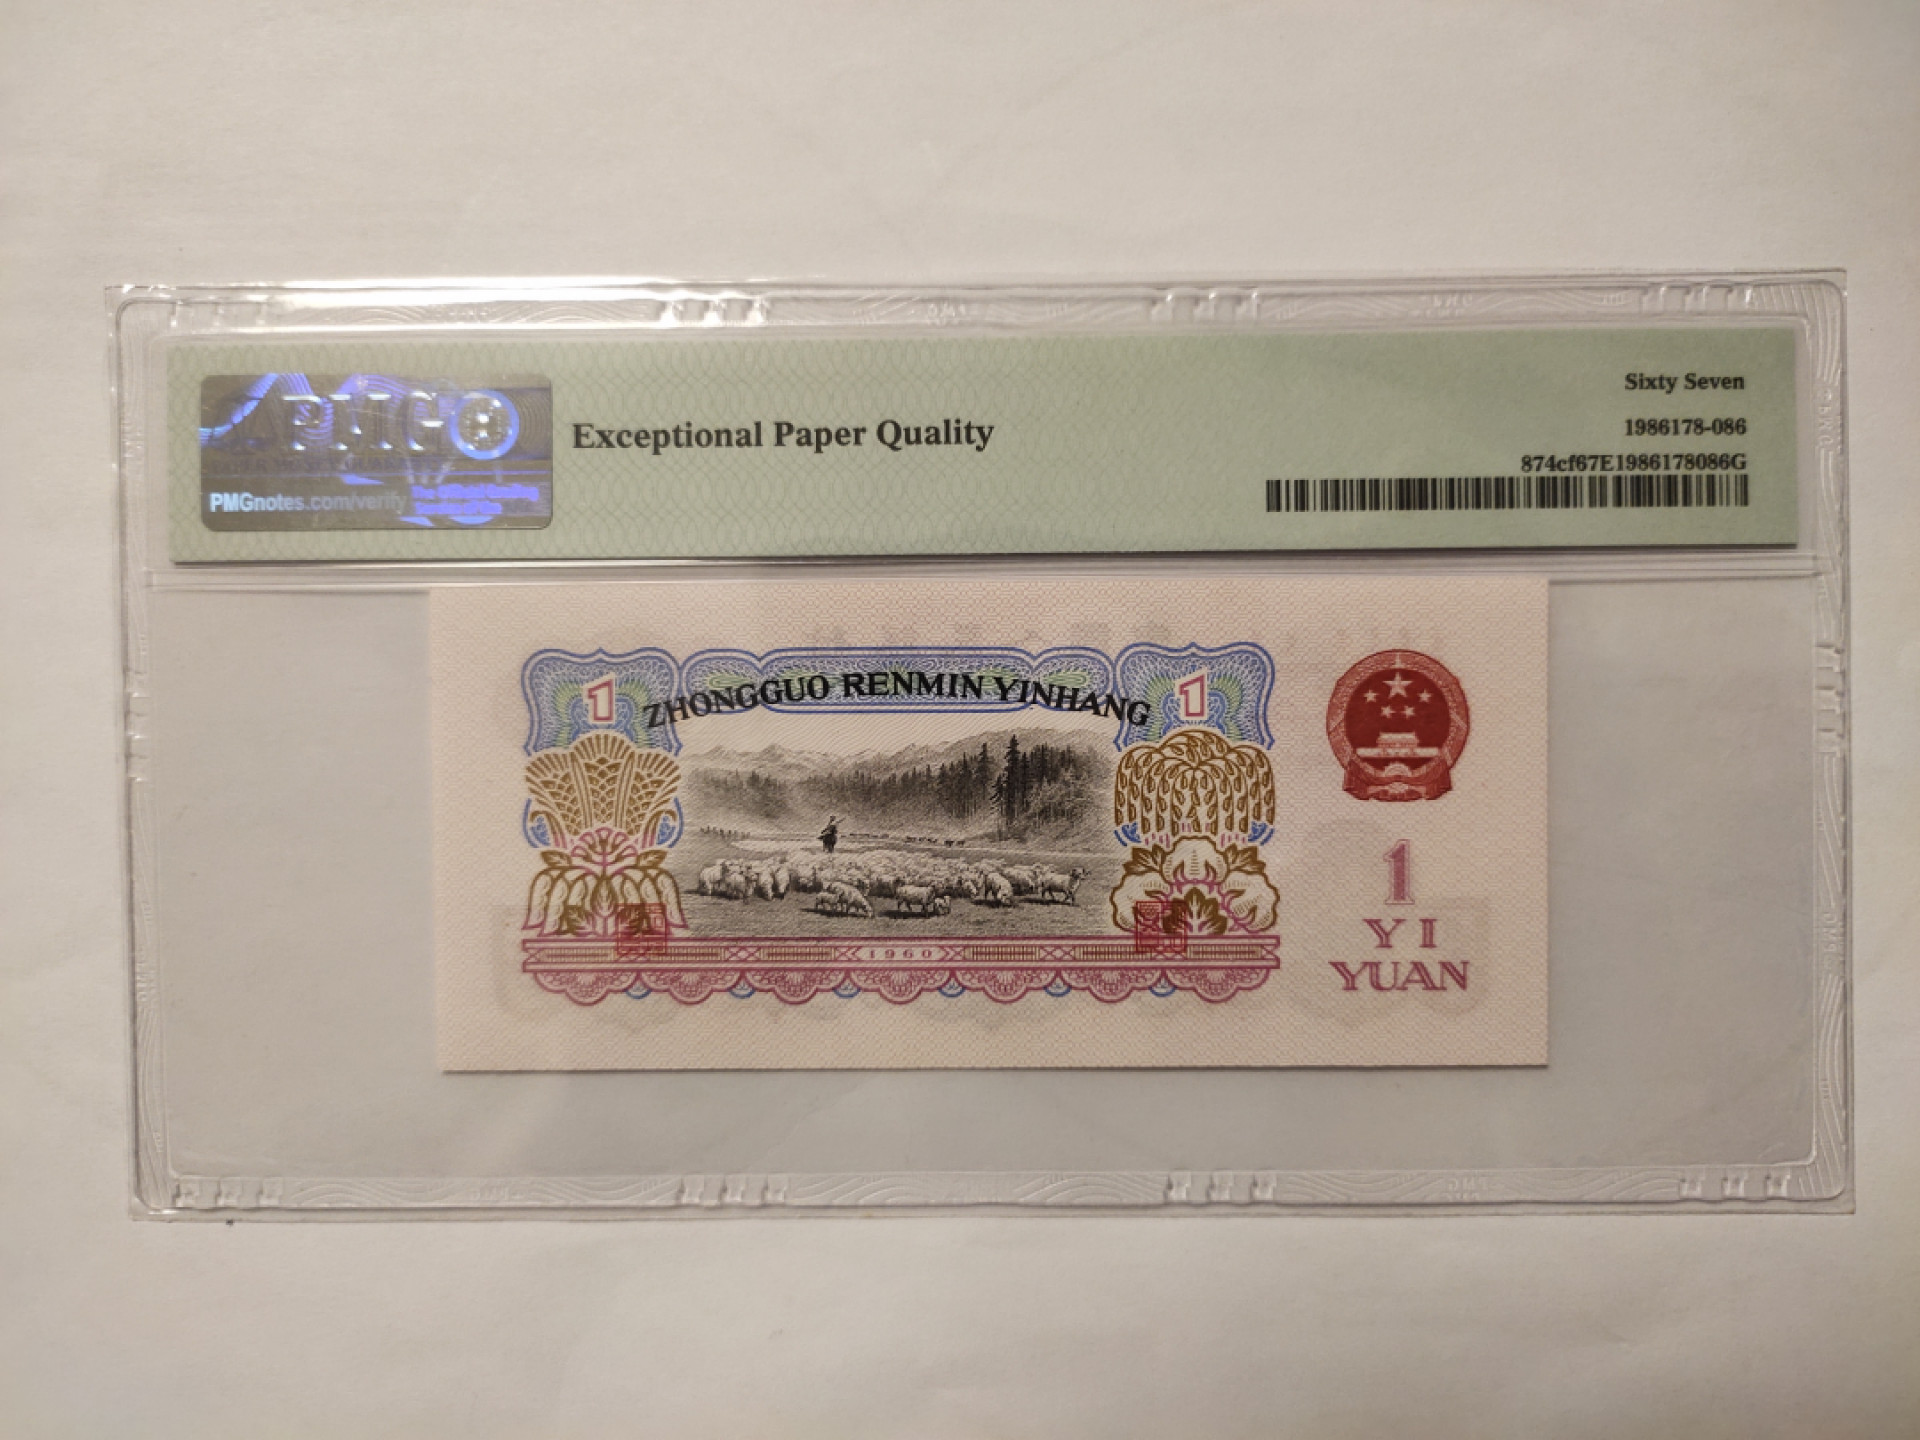 PMG
PMGnotes.com/verify
Exceptional Paper Quality
Sixty Seven
1986178-086
874cf67E1986178086G
1 ZHONGGUO RENMIN YINHANG 1
1960
1
YI
YUAN